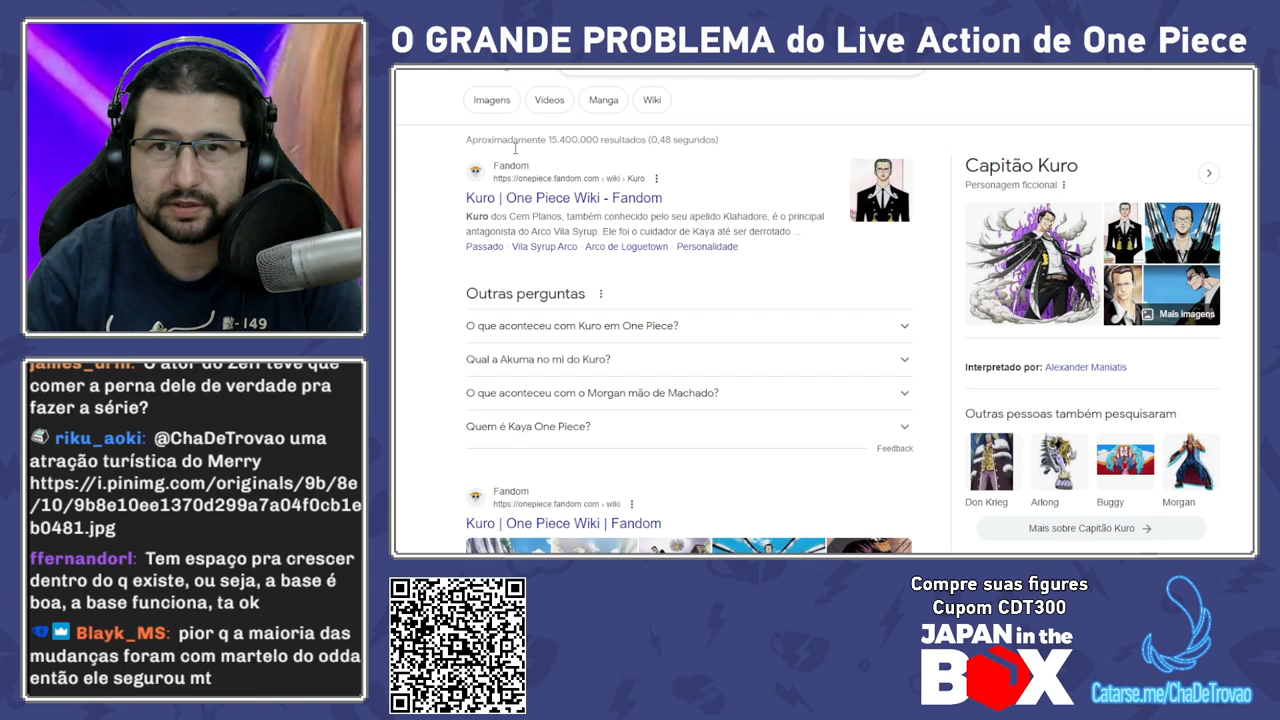 O GRANDE PROBLEMA do Live Action de One Piece
Imagens
Vídeos
Manga
Wiki
Aproximadamente 15.400.000 resultados (0,48 segundos)
Fandom
https://onepiece.fandom.com › wiki › Kuro
Kuro | One Piece Wiki - Fandom
Kuro dos Cem Planos, também conhecido pelo seu apelido Klahadore, é o principal
antagonista do Arco Vila Syrup. Ele foi o cuidador de Kaya até ser derrotado ...
Passado · Vila Syrup Arco · Arco de Loguetown · Personalidade
Outras perguntas
O que aconteceu com Kuro em One Piece?
Qual a Akuma no mi do Kuro?
O que aconteceu com o Morgan mão de Machado?
Quem é Kaya One Piece?
Feedback
Fandom
https://onepiece.fandom.com › wiki
Kuro | One Piece Wiki | Fandom
Capitão Kuro
Personagem ficcional
Mais imagens
Interpretado por: Alexander Maniatis
Outras pessoas também pesquisaram
Don Krieg
Arlong
Buggy
Morgan
Mais sobre Capitão Kuro
-149
O ator do Zeff teve que
comer a perna dele de verdade pra
fazer a série?
riku_aoki: @ChaDeTrovao uma
atração turística do Merry
https://i.pinimg.com/originals/9b/8e
/10/9b8e10ee1370d299a7a04f0cb1e
b0481.jpg
ffernandorl: Tem espaço pra crescer
dentro do q existe, ou seja, a base é
boa, a base funciona, ta ok
Blayk_MS: pior q a maioria das
mudanças foram com martelo do odda
então ele segurou mt
Compre suas figures
Cupom CDT300
JAPAN in the
BOX
Catarse.me/ChaDeTrovao